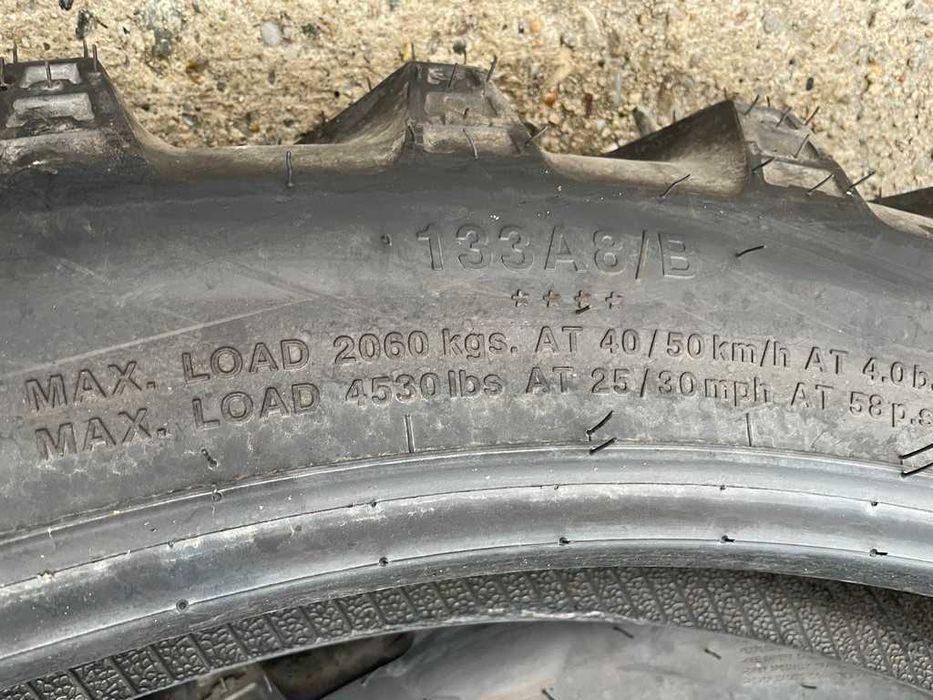 133A8/B
****
MAX. LOAD 2060 kgs. AT 40/50 km/h AT 4.0 b.
MAX. LOAD 4530 lbs AT 25/30 mph AT 58 p.s